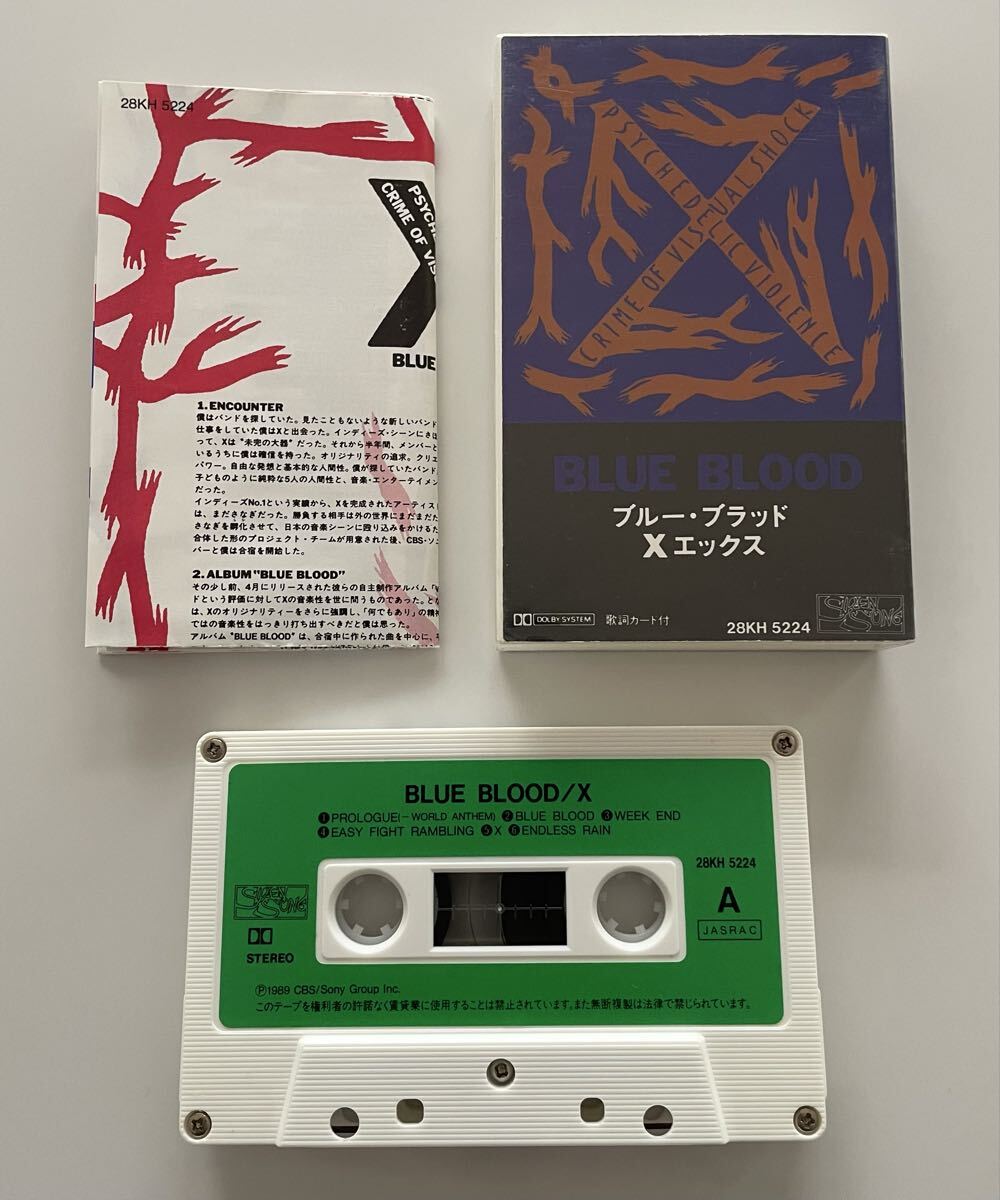 28KH 5224
PSYCH
CRIME OF VIS
BLUE
1.ENCOUNTER
僕はバンドを探していた。見たこともないような新しいバンド
仕事をしていた僕はXと出会った。インディーズ・シーンにさほ
って、Xは"未完の大器"だった。それから半年間、メンバーと
いるうちに僕は確信を持った。オリジナリティの追求。クリエ
パワー。自由な発想と基本的な人間性。僕が探していたバンド
子どものように純粋な5人の人間性と、音楽・エンターテイメン
だった。
インディーズNo.1という実績から、Xを完成されたアーティス
は、まださなぎだった。勝負する相手は外の世界にまだまだた
さなぎを孵化させて、日本の音楽シーンに殴り込みをかけるた
合体した形のプロジェクト・チームが用意された後、CBS・ソニ
バーと僕は合宿を開始した。
2.ALBUM"BLUE BLOOD"
その少し前、4月にリリースされた彼らの自主制作アルバム「
ドという評価に対してXの音楽性を世に問うものであった。とな
は、Xのオリジナリティーをさらに強調し、「何でもあり」の精神
ではの音楽性をはっきり打ち出すべきだと僕は思った。
アルバム"BLUE BLOOD"は、合宿中に作られた曲を中心に、
PSYCHEDELIC VIOLENCE
CRIME OF VISUAL SHOCK
BLUE BLOOD
ブルー・ブラッド
X エックス
DOLBY SYSTEM 歌詞カード付
28KH 5224
SIREN SONG
BLUE BLOOD/X
❶PROLOGUE(–WORLD ANTHEM) ❷BLUE BLOOD ❸WEEK END
❹EASY FIGHT RAMBLING ❺X ❻ENDLESS RAIN
28KH 5224
A
JASRAC
SIREN SONG
STEREO
Ⓟ1989 CBS/Sony Group Inc.
このテープを権利者の許諾なく賃貸業に使用することは禁止されています。また無断複製は法律で禁じられています。